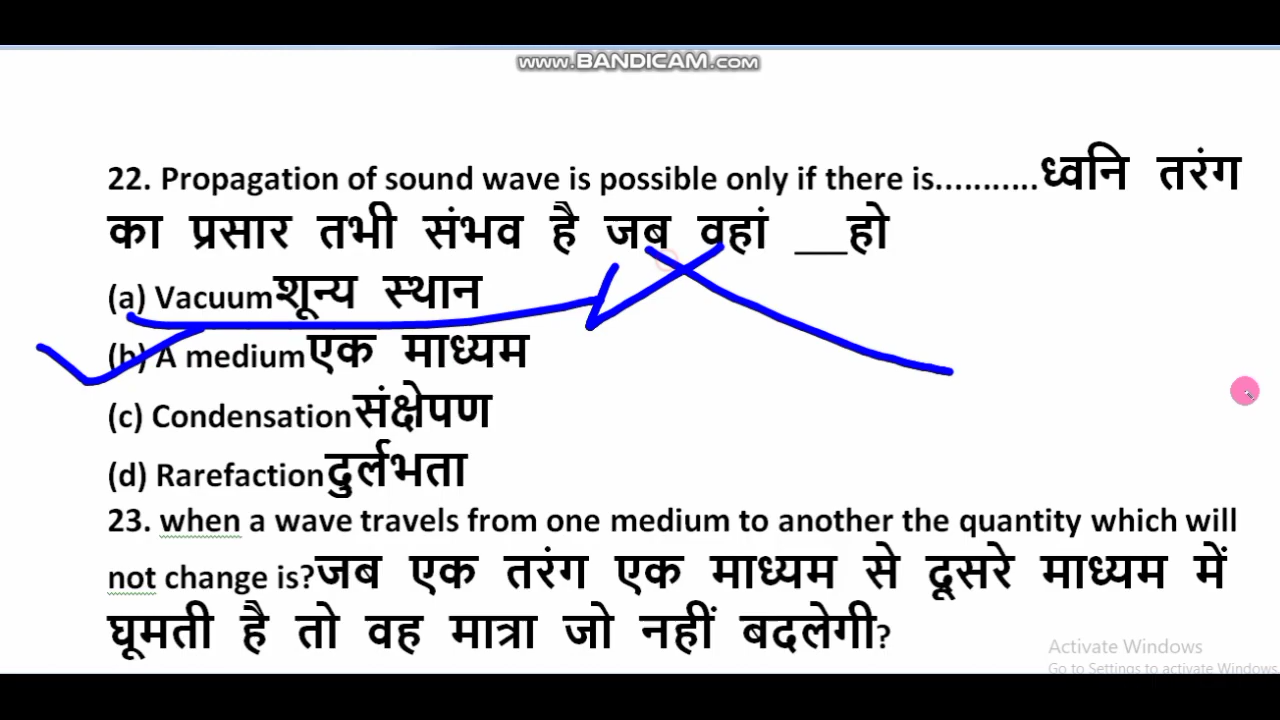 www.BANDICAM.com
22. Propagation of sound wave is possible only if there is...........ध्वनि तरंग
का प्रसार तभी संभव है जब वहां ___हो
(a) Vacuumशून्य स्थान
(b) A mediumएक माध्यम
(c) Condensationसंक्षेपण
(d) Rarefactionदुर्लभता
23. when a wave travels from one medium to another the quantity which will
not change is?जब एक तरंग एक माध्यम से दूसरे माध्यम में
घूमती है तो वह मात्रा जो नहीं बदलेगी?
Activate Windows
Go to Settings to activate Windows